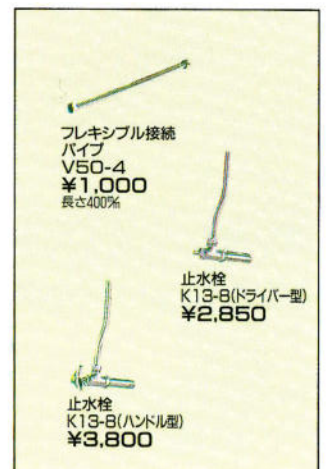 フレキシブル接続
パイプ
V50-4
¥1,000
長さ400㎜
止水栓
K13-8(ドライバー型)
¥2,850
止水栓
K13-8(ハンドル型)
¥3,800